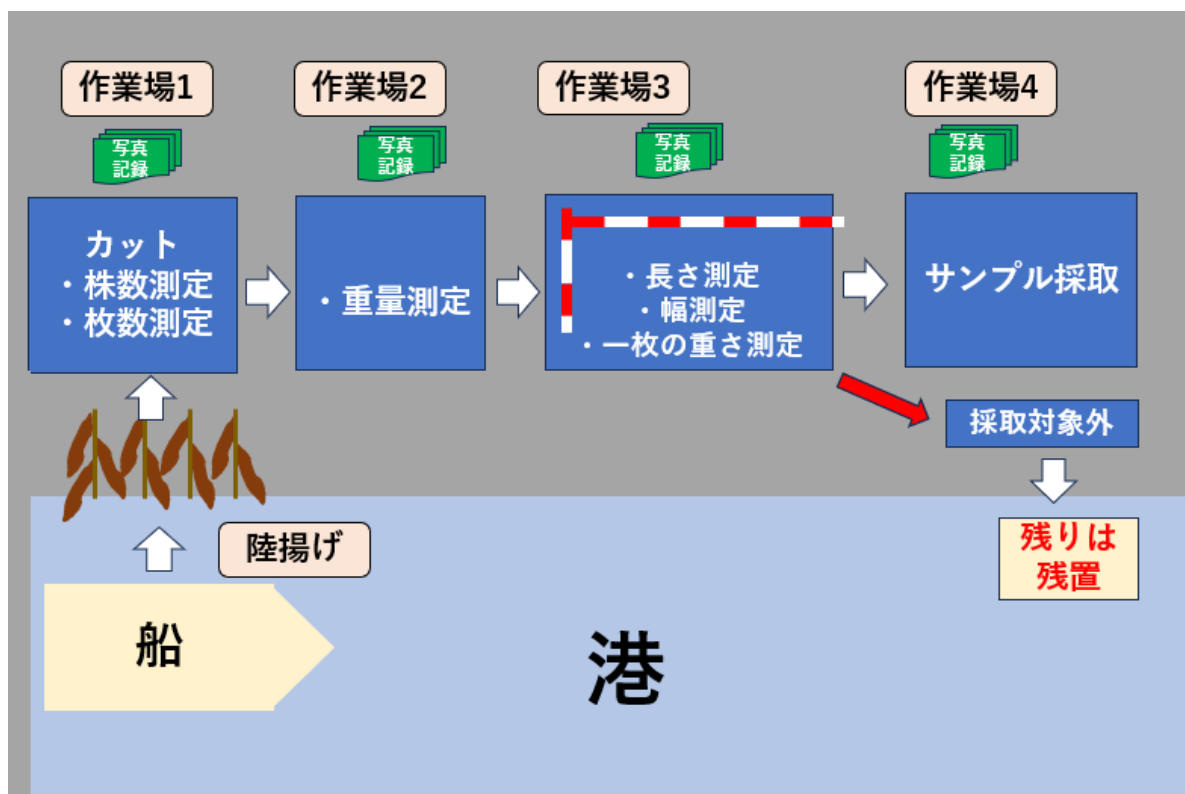 作業場1
作業場2
作業場3
作業場4
写真
記録
写真
記録
写真
記録
写真
記録
カット
・株数測定
・枚数測定
・重量測定
・長さ測定
・幅測定
・一枚の重さ測定
サンプル採取
採取対象外
残りは
残置
陸揚げ
船
港